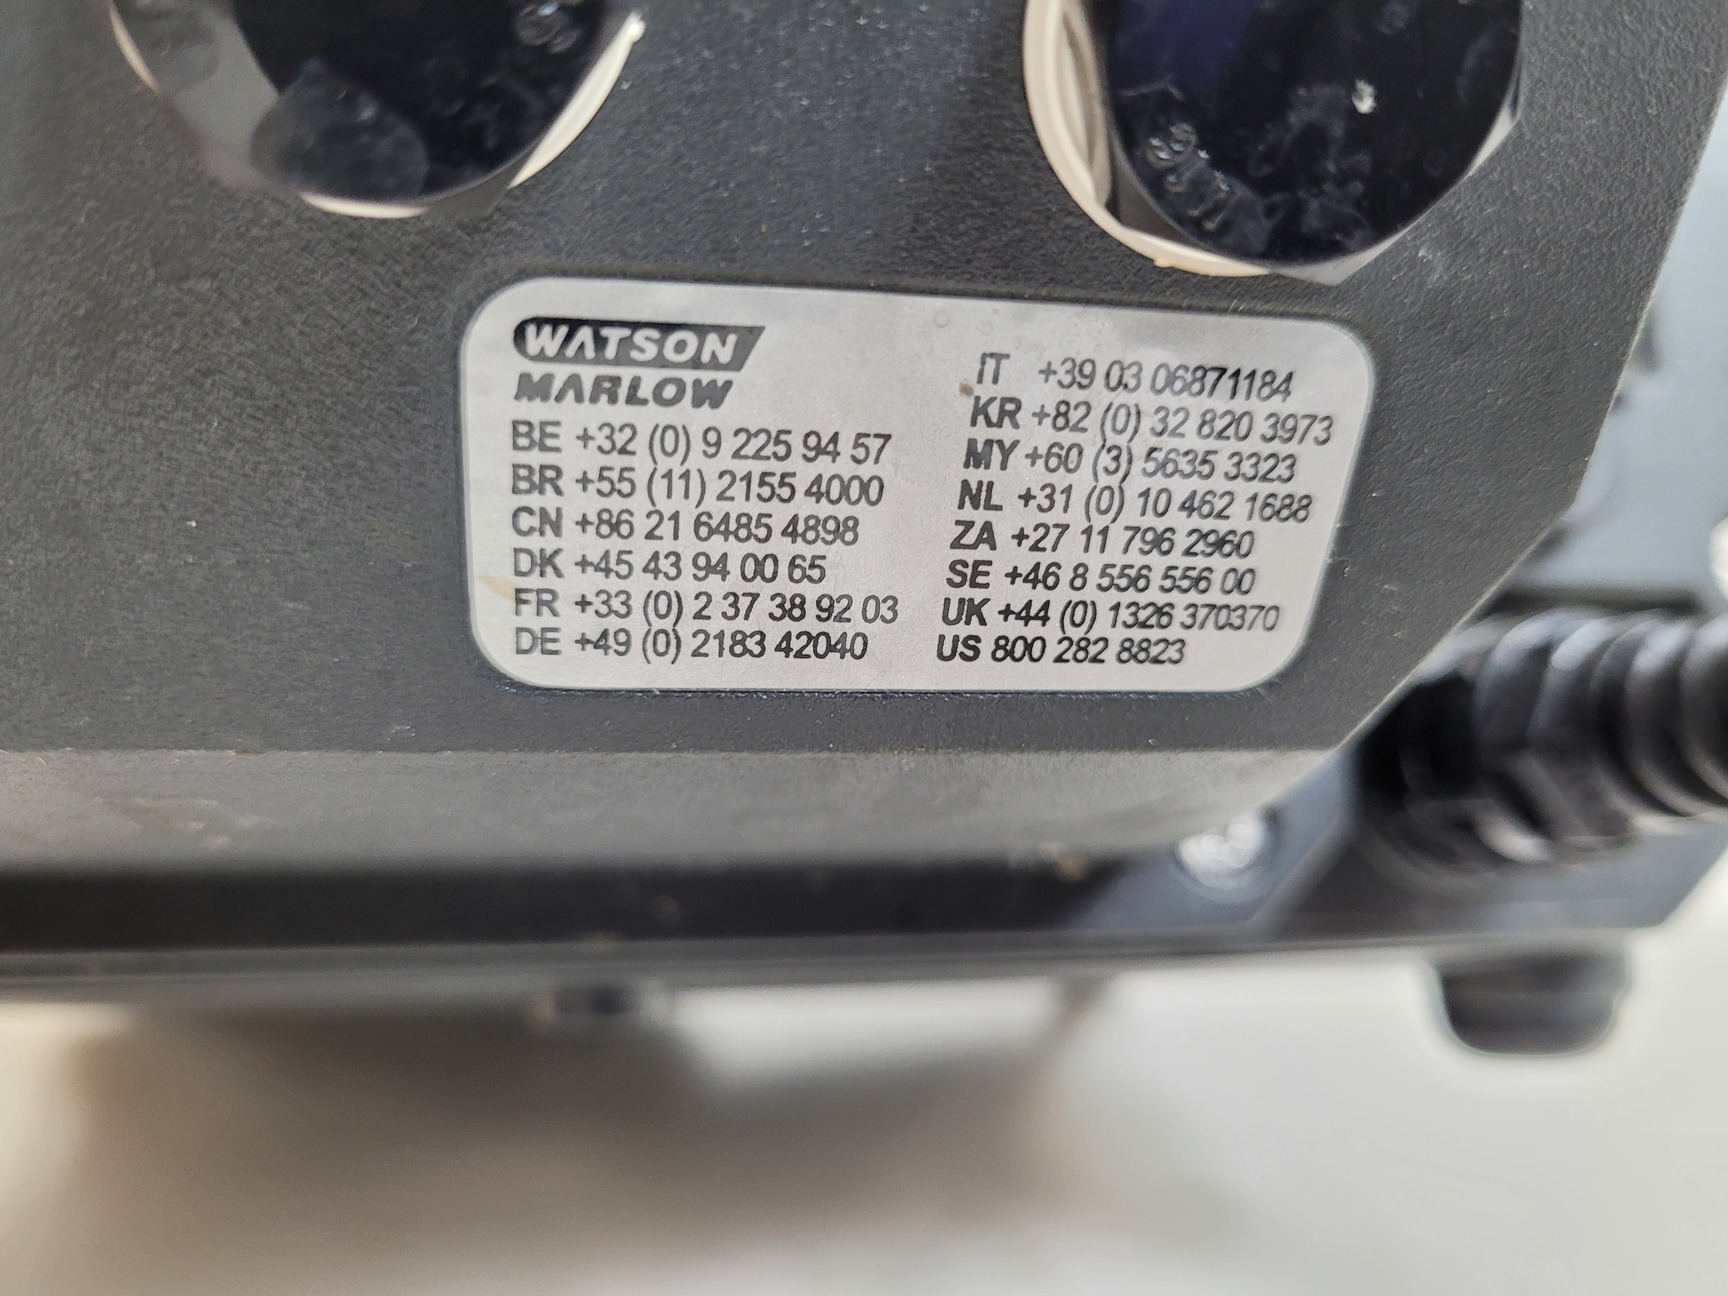 WATSON
MARLOW
BE +32 (0) 9 225 94 57
BR +55 (11) 2155 4000
CN +86 21 6485 4898
DK +45 43 94 00 65
FR +33 (0) 2 37 38 92 03
DE +49 (0) 2183 42040
IT +39 03 06871184
KR +82 (0) 32 820 3973
MY +60 (3) 5635 3323
NL +31 (0) 10 462 1688
ZA +27 11 796 2960
SE +46 8 556 556 00
UK +44 (0) 1326 370370
US 800 282 8823